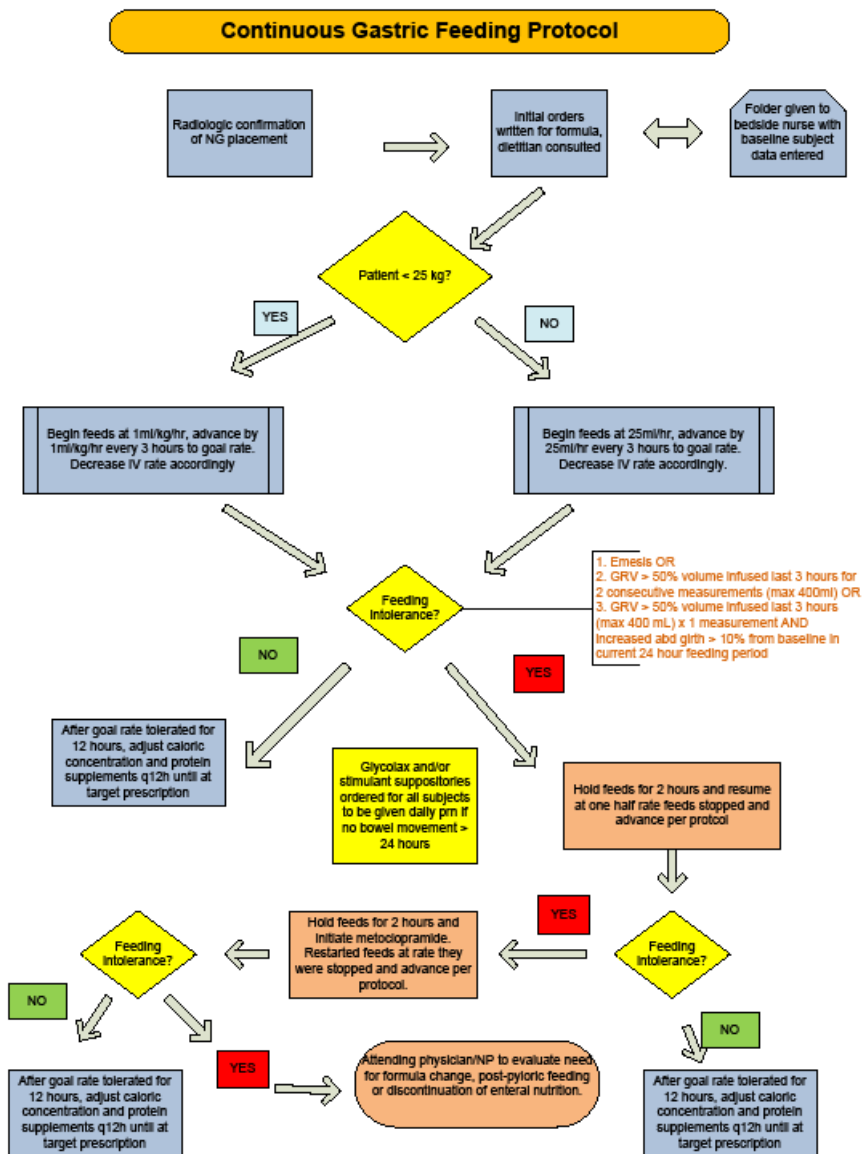 Continuous Gastric Feeding Protocol
Radiologic confirmation
of NG placement
Initial orders
written for formula,
dietitian consulted
Folder given to
bedside nurse with
baseline subject
data entered
Patient < 25 kg?
YES
NO
Begin feeds at 1ml/kg/hr, advance by
1ml/kg/hr every 3 hours to goal rate.
Decrease IV rate accordingly
Begin feeds at 25ml/hr, advance by
25ml/hr every 3 hours to goal rate.
Decrease IV rate accordingly.
Feeding
Intolerance?
1. Emesis OR
2. GRV > 50% volume infused last 3 hours for
2 consecutive measurements (max 400ml) OR
3. GRV > 50% volume infused last 3 hours
(max 400 mL) x 1 measurement AND
increased abd girth > 10% from baseline in
current 24 hour feeding period
NO
YES
After goal rate tolerated for
12 hours, adjust caloric
concentration and protein
supplements q12h until at
target prescription
Glycolax and/or
stimulant suppositories
ordered for all subjects
to be given daily prn if
no bowel movement >
24 hours
Hold feeds for 2 hours and resume
at one half rate feeds stopped and
advance per protcol
Feeding
Intolerance?
YES
Hold feeds for 2 hours and
initiate metoclopramide.
Restarted feeds at rate they
were stopped and advance per
protocol.
Feeding
Intolerance?
NO
NO
YES
After goal rate tolerated for
12 hours, adjust caloric
concentration and protein
supplements q12h until at
target prescription
Attending physician/NP to evaluate need
for formula change, post-pyloric feeding
or discontinuation of enteral nutrition.
After goal rate tolerated for
12 hours, adjust caloric
concentration and protein
supplements q12h until at
target prescription